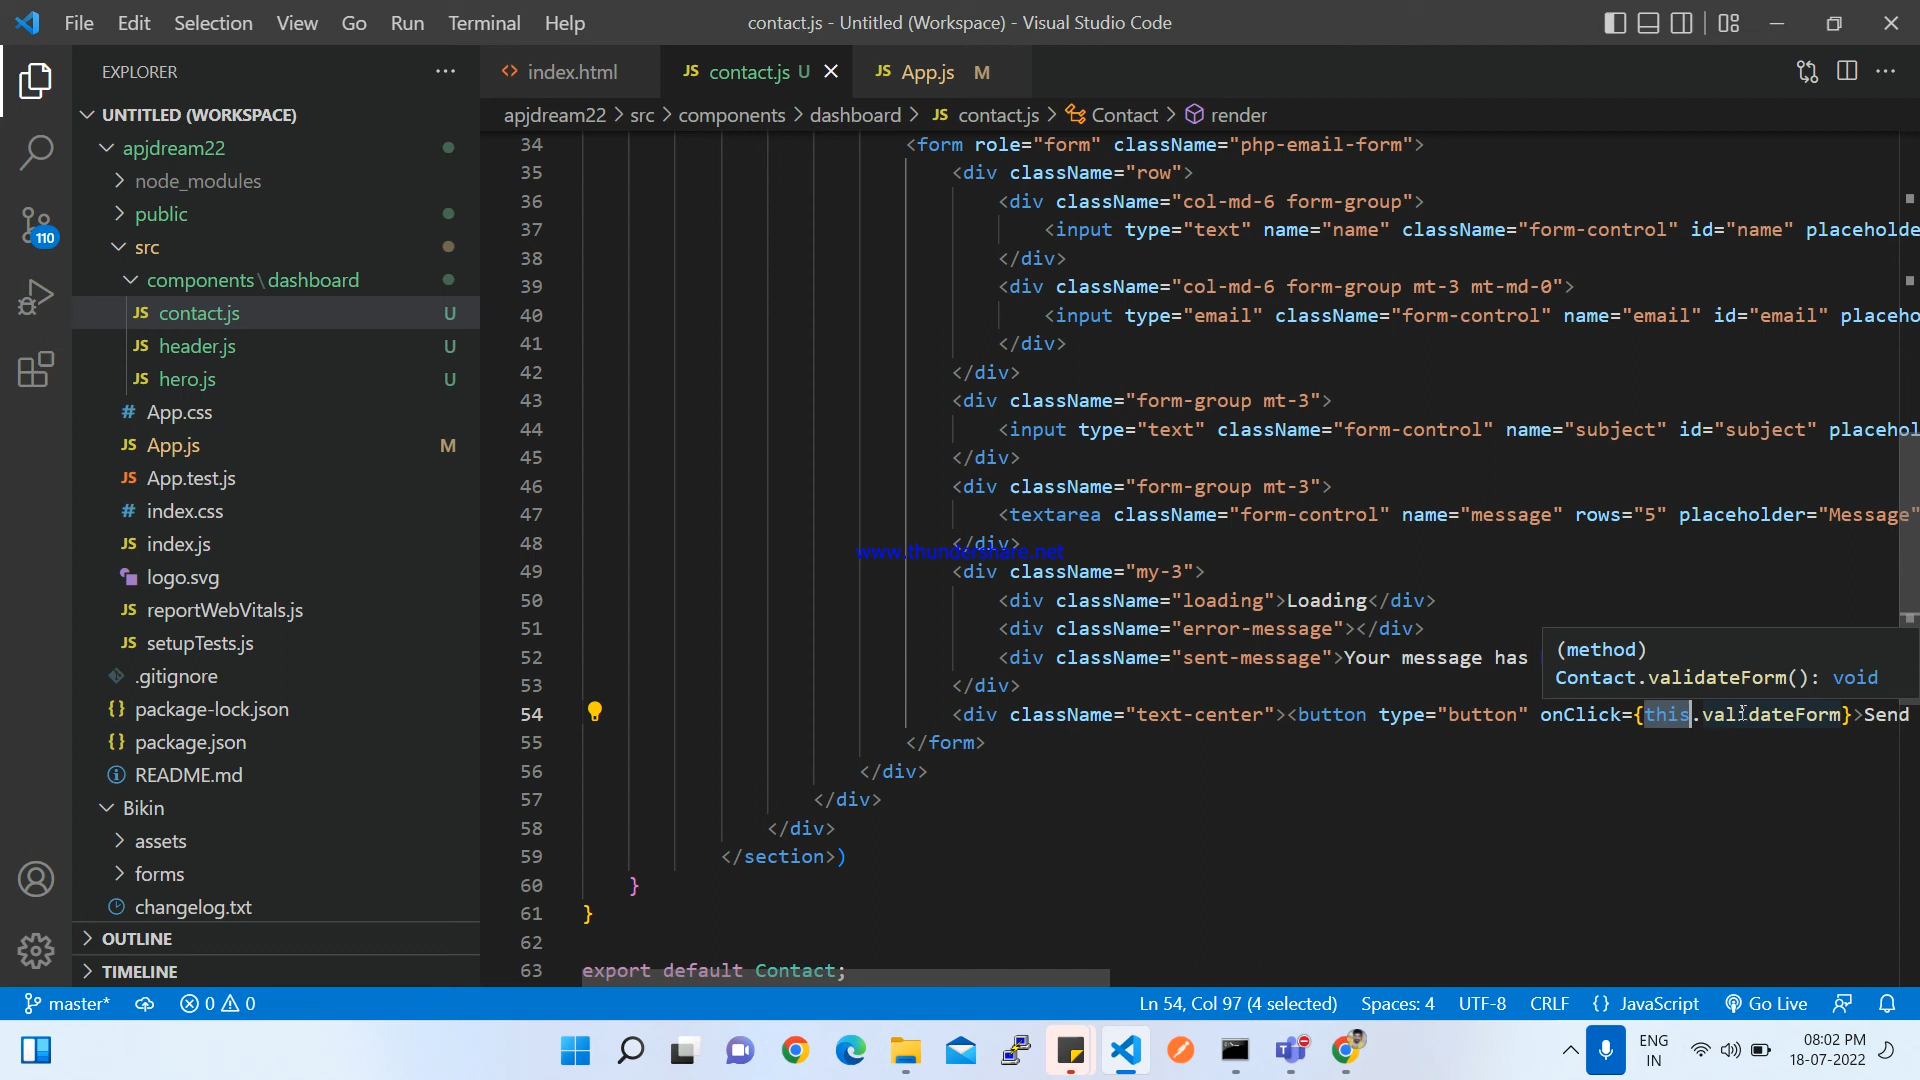 File Edit Selection View Go Run Terminal Help
contact.js - Untitled (Workspace) - Visual Studio Code
EXPLORER
UNTITLED (WORKSPACE)
apjdream22
node_modules
public
src
components\dashboard
JS contact.js U
JS header.js U
JS hero.js U
# App.css
JS App.js M
JS App.test.js
# index.css
JS index.js
logo.svg
JS reportWebVitals.js
JS setupTests.js
.gitignore
{} package-lock.json
{} package.json
README.md
Bikin
assets
forms
changelog.txt
OUTLINE
TIMELINE
110
<> index.html
JS contact.js U
JS App.js M
apjdream22 > src > components > dashboard > JS contact.js > Contact > render
34 <form role="form" className="php-email-form">
35 <div className="row">
36 <div className="col-md-6 form-group">
37 <input type="text" name="name" className="form-control" id="name" placeholde
38 </div>
39 <div className="col-md-6 form-group mt-3 mt-md-0">
40 <input type="email" className="form-control" name="email" id="email" placeho
41 </div>
42 </div>
43 <div className="form-group mt-3">
44 <input type="text" className="form-control" name="subject" id="subject" placehol
45 </div>
46 <div className="form-group mt-3">
47 <textarea className="form-control" name="message" rows="5" placeholder="Message"
48 </div>
www.thundershare.net
49 <div className="my-3">
50 <div className="loading">Loading</div>
51 <div className="error-message"></div>
52 <div className="sent-message">Your message has
(method)
Contact.validateForm(): void
53 </div>
54 <div className="text-center"><button type="button" onClick={this.validateForm}>Send
55 </form>
56 </div>
57 </div>
58 </div>
59 </section>)
60 }
61 }
62
63 export default Contact;
master* 0 0
Ln 54, Col 97 (4 selected) Spaces: 4 UTF-8 CRLF {} JavaScript Go Live
ENG
IN
08:02 PM
18-07-2022